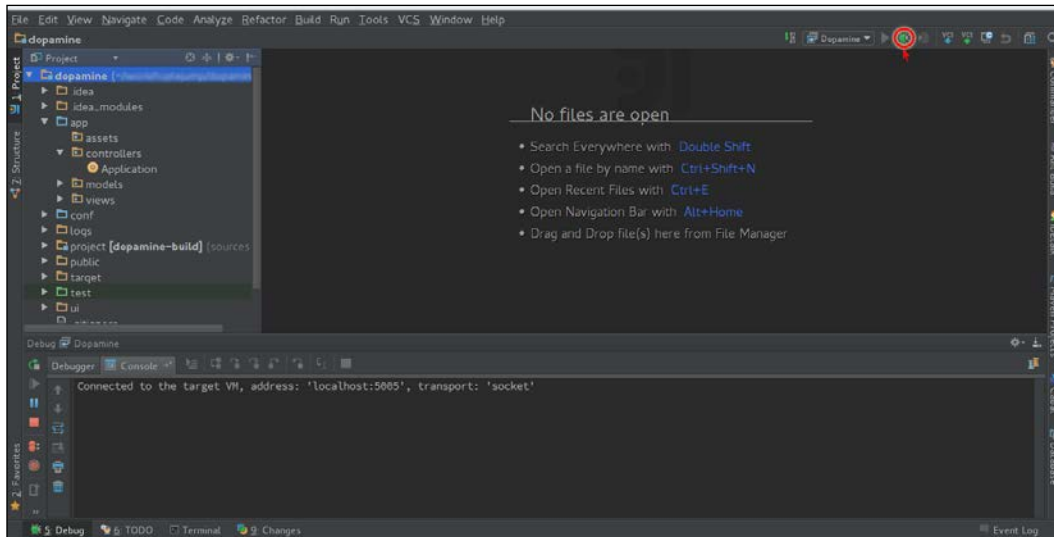 File Edit View Navigate Code Analyze Refactor Build Run Tools VCS Window Help
dopamine
Dopamine
VCS VCS
1: Project
Project
dopamine
idea
idea_modules
app
assets
controllers
Application
models
views
conf
logs
project [dopamine-build] (sources
public
target
test
ui
No files are open
• Search Everywhere with Double Shift
• Open a file by name with Ctrl+Shift+N
• Open Recent Files with Ctrl+E
• Open Navigation Bar with Alt+Home
• Drag and Drop file(s) here from File Manager
Z: Structure
Debug Dopamine
Debugger Console
Connected to the target VM, address: 'localhost:5005', transport: 'socket'
2: Favorites
5: Debug 6: TODO Terminal 9: Changes Event Log